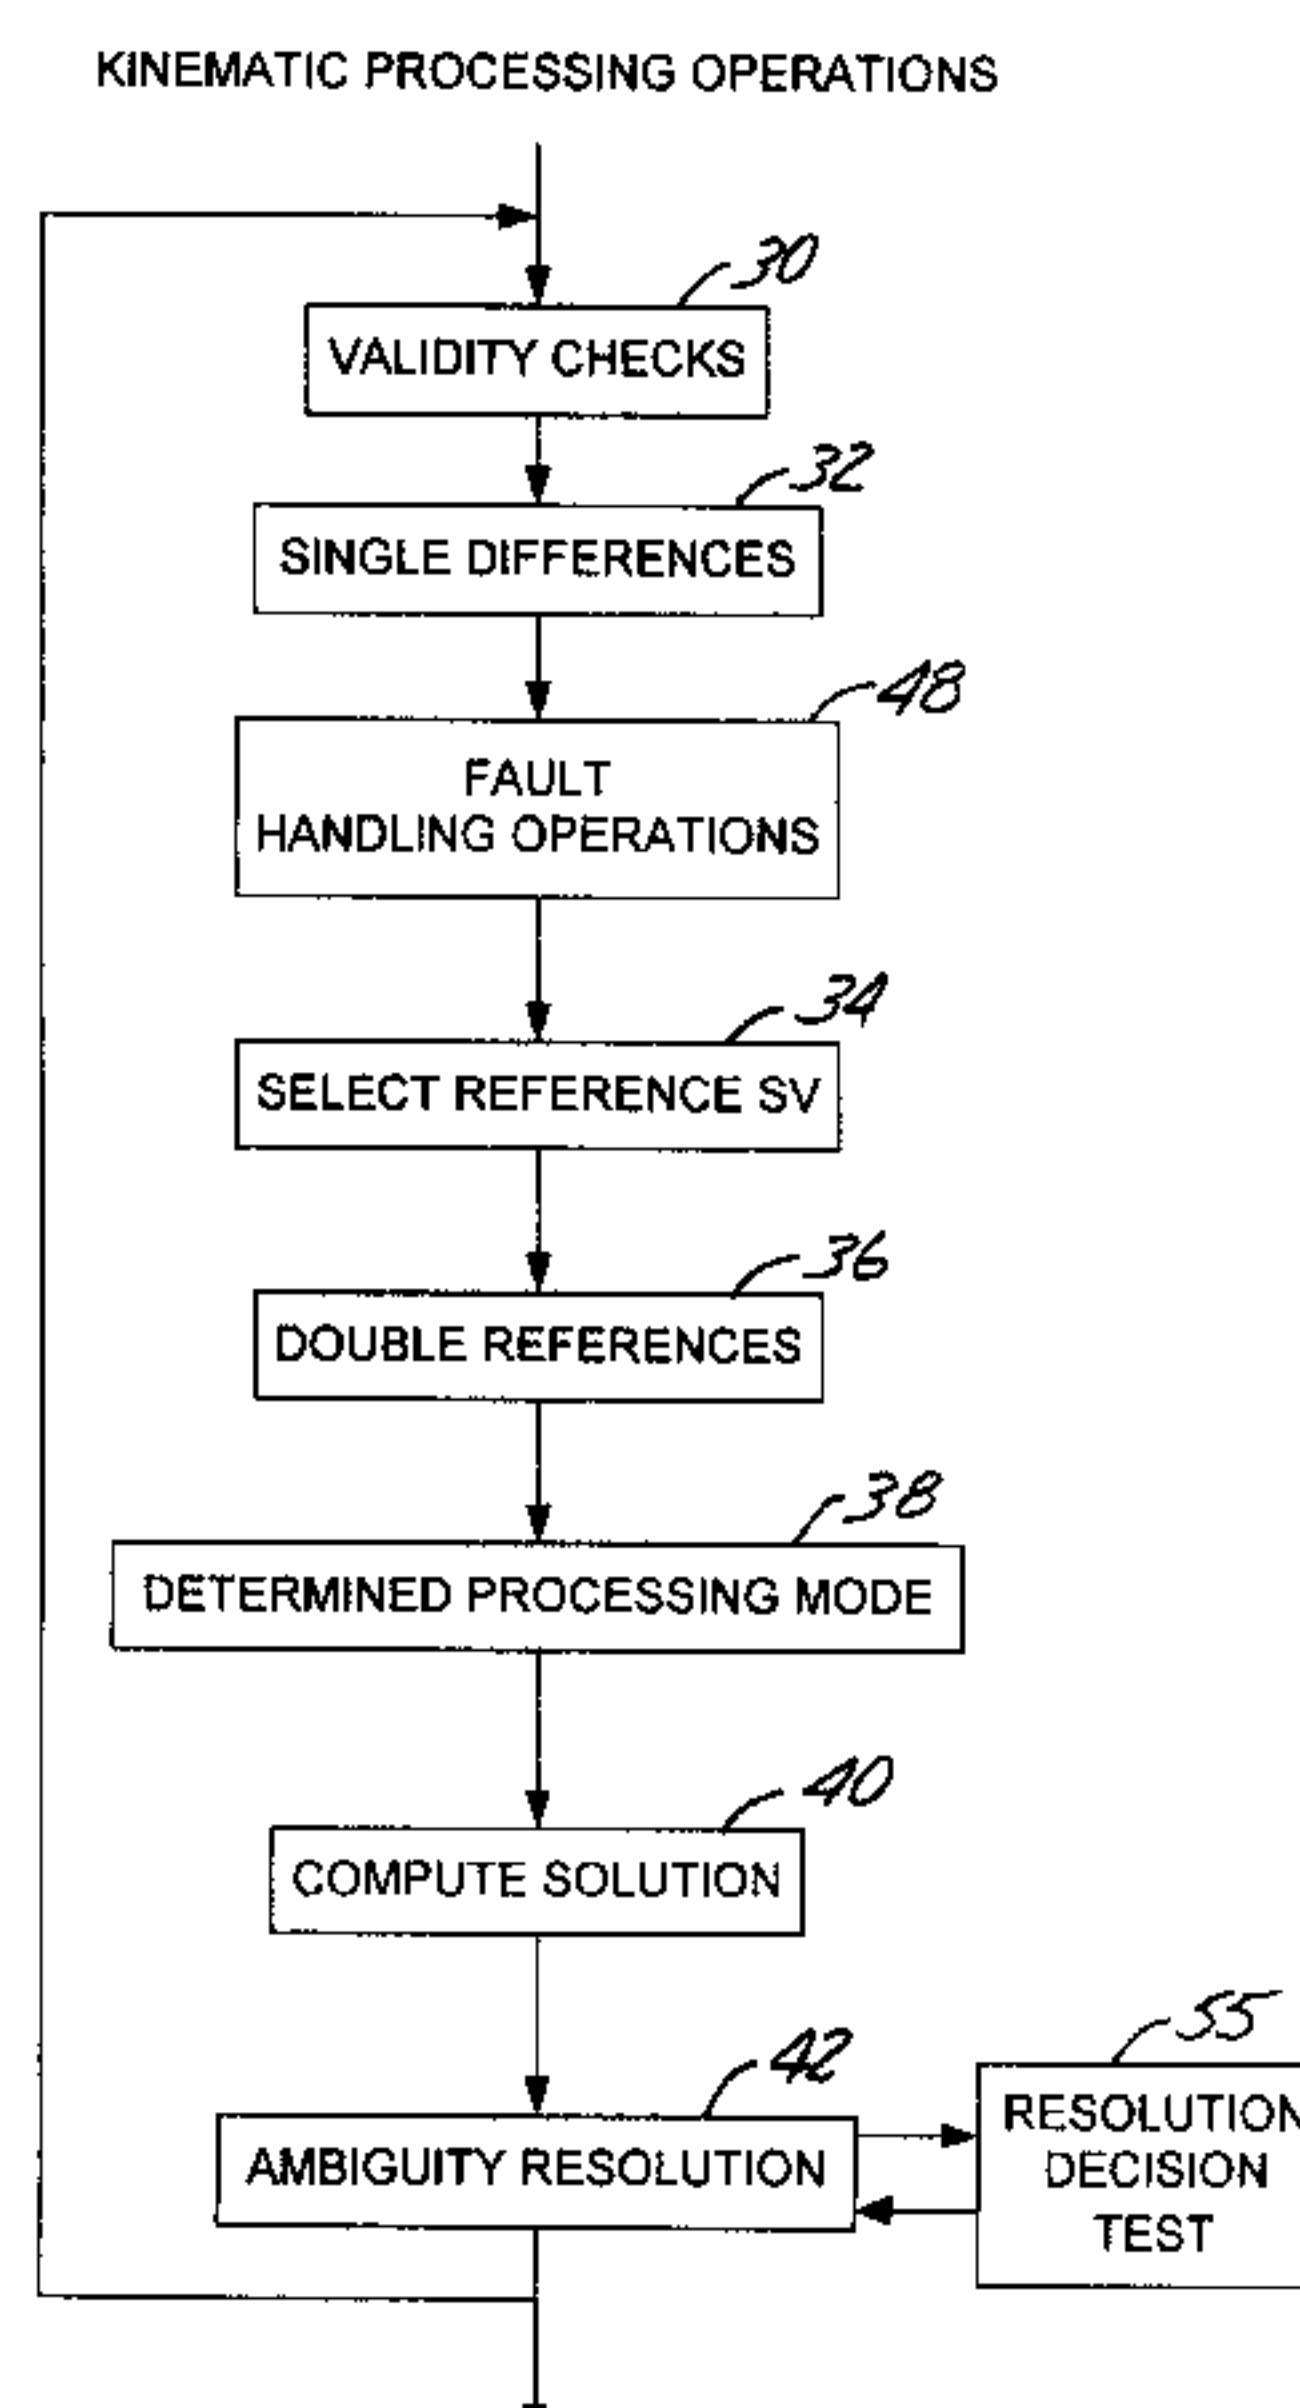 KINEMATIC PROCESSING OPERATIONS
30
VALIDITY CHECKS
32
SINGLE DIFFERENCES
48
FAULT
HANDLING OPERATIONS
34
SELECT REFERENCE SV
36
DOUBLE REFERENCES
38
DETERMINED PROCESSING MODE
40
COMPUTE SOLUTION
42
AMBIGUITY RESOLUTION
55
RESOLUTION
DECISION
TEST